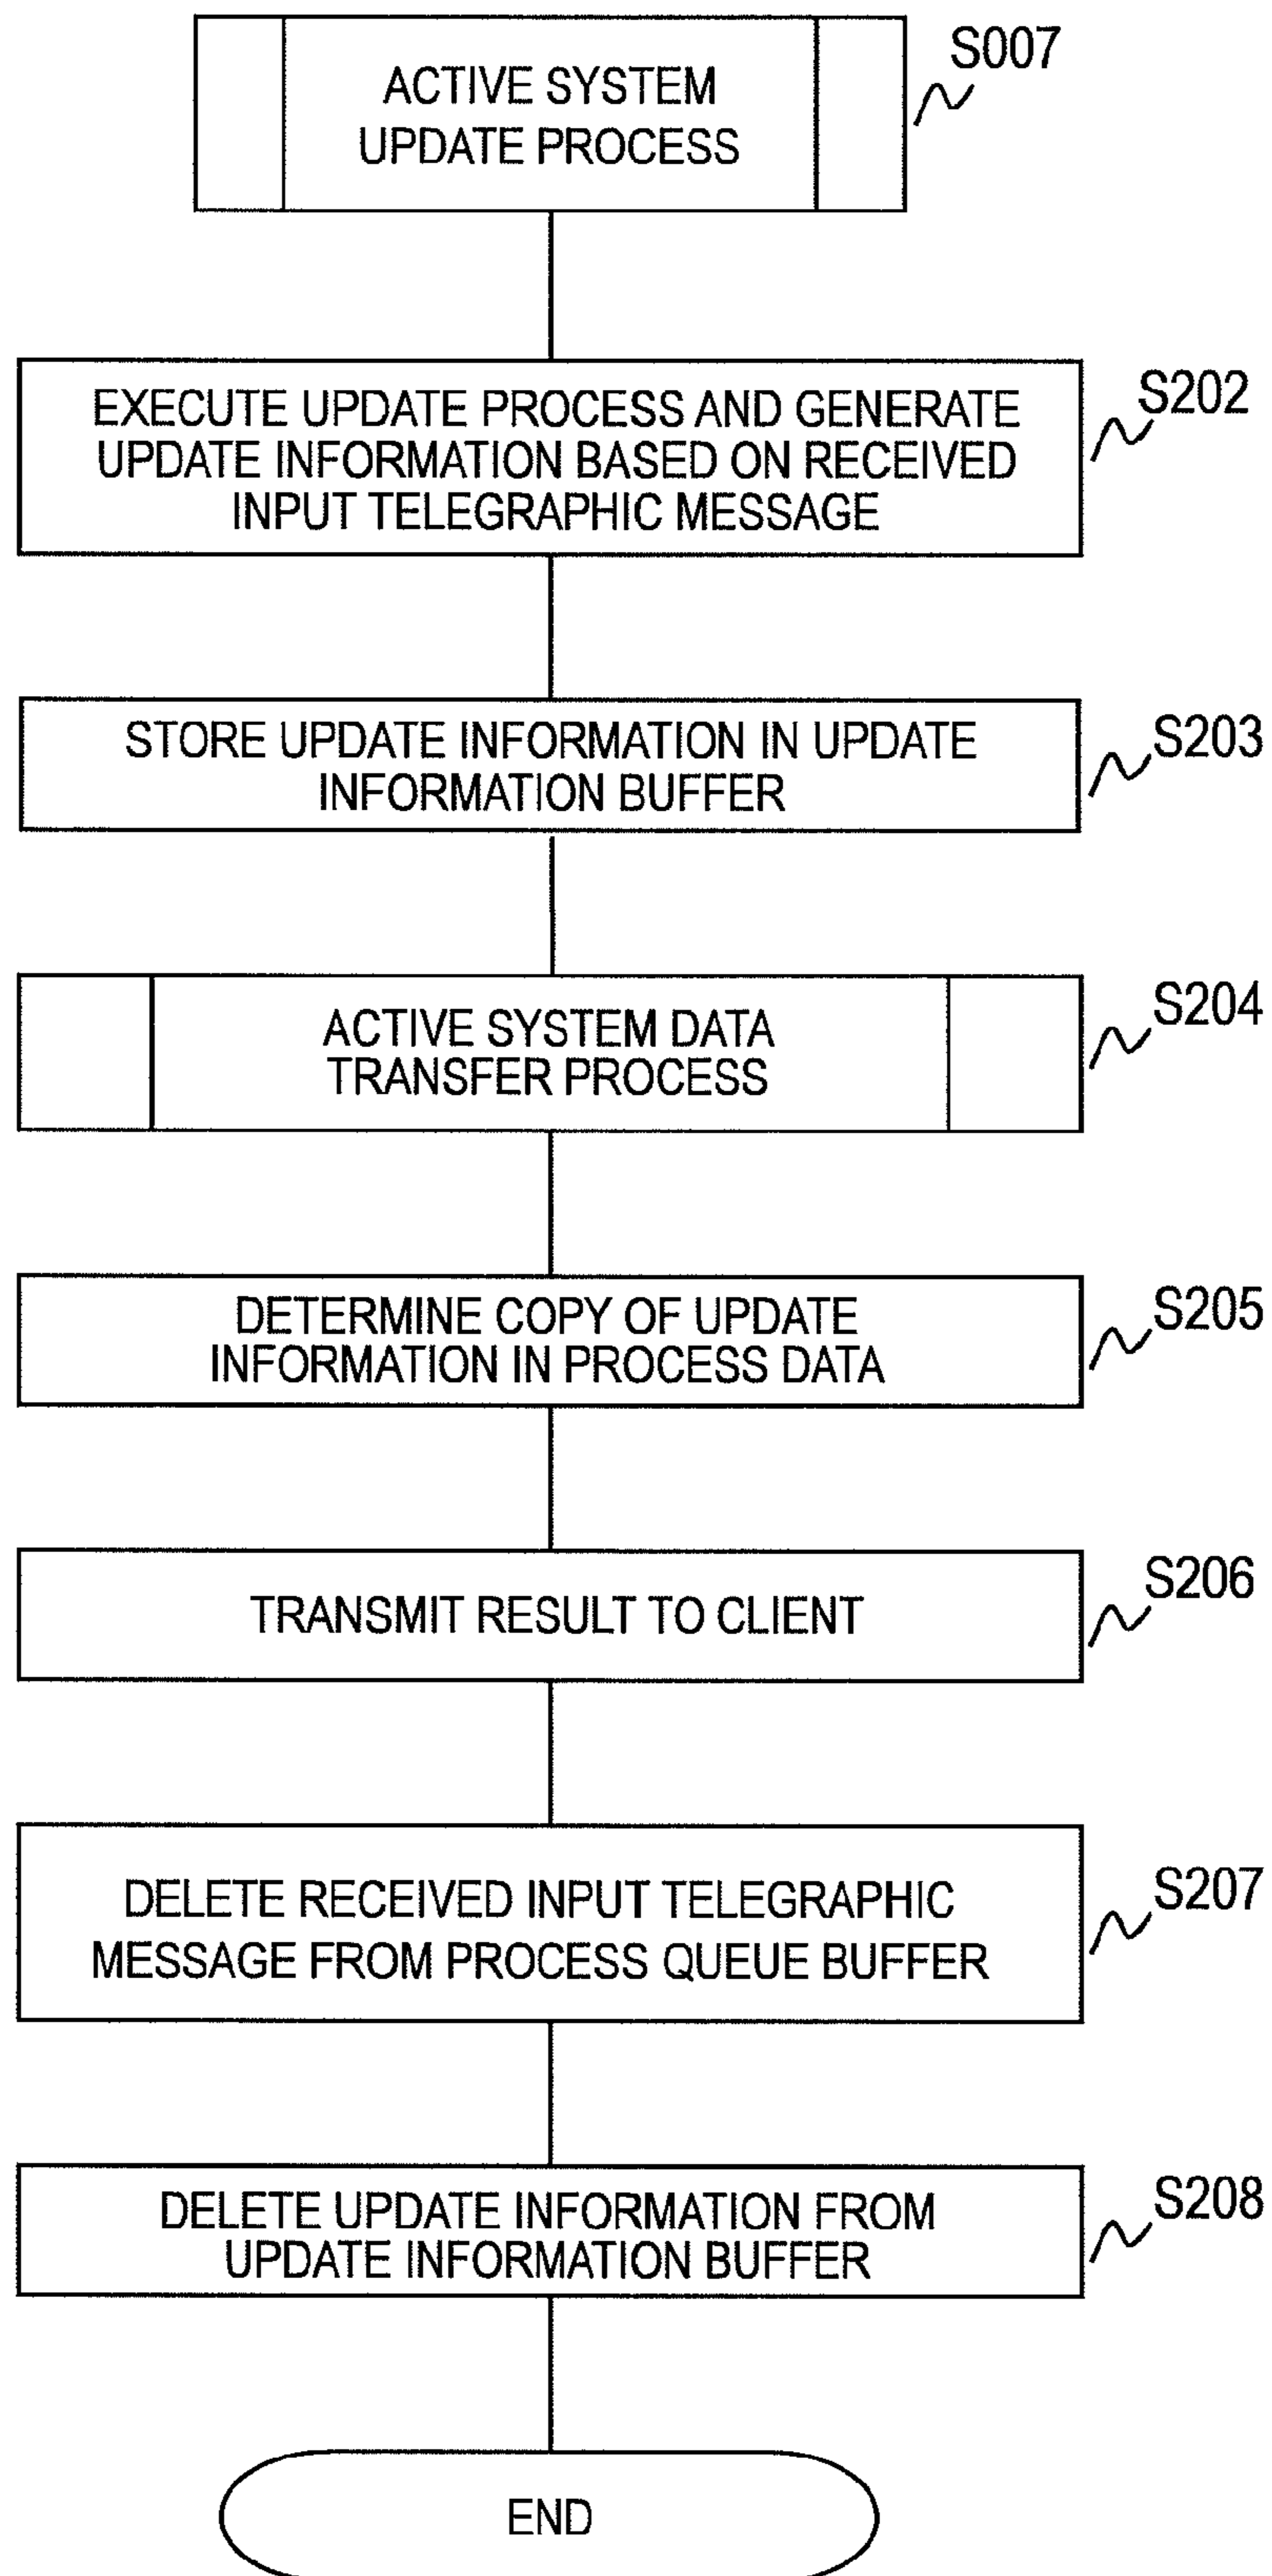 ACTIVE SYSTEM
UPDATE PROCESS
S007
EXECUTE UPDATE PROCESS AND GENERATE
UPDATE INFORMATION BASED ON RECEIVED
INPUT TELEGRAPHIC MESSAGE
S202
STORE UPDATE INFORMATION IN UPDATE
INFORMATION BUFFER
S203
ACTIVE SYSTEM DATA
TRANSFER PROCESS
S204
DETERMINE COPY OF UPDATE
INFORMATION IN PROCESS DATA
S205
TRANSMIT RESULT TO CLIENT
S206
DELETE RECEIVED INPUT TELEGRAPHIC
MESSAGE FROM PROCESS QUEUE BUFFER
S207
DELETE UPDATE INFORMATION FROM
UPDATE INFORMATION BUFFER
S208
END